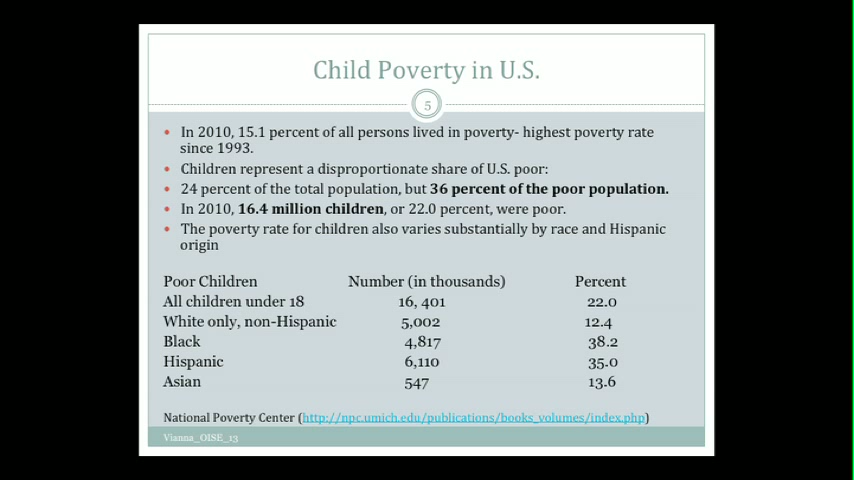 Child Poverty in U.S.
5
• In 2010, 15.1 percent of all persons lived in poverty- highest poverty rate
since 1993.
• Children represent a disproportionate share of U.S. poor:
• 24 percent of the total population, but 36 percent of the poor population.
• In 2010, 16.4 million children, or 22.0 percent, were poor.
• The poverty rate for children also varies substantially by race and Hispanic
origin
Poor Children Number (in thousands) Percent
All children under 18 16, 401 22.0
White only, non-Hispanic 5,002 12.4
Black 4,817 38.2
Hispanic 6,110 35.0
Asian 547 13.6
National Poverty Center (http://npc.umich.edu/publications/books_volumes/index.php)
Vianna_OISE_13